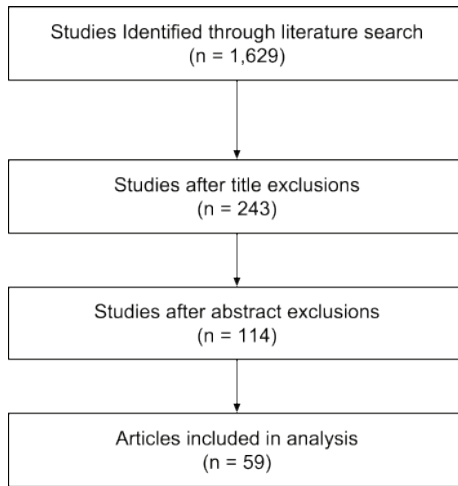 Studies Identified through literature search
(n = 1,629)
Studies after title exclusions
(n = 243)
Studies after abstract exclusions
(n = 114)
Articles included in analysis
(n = 59)